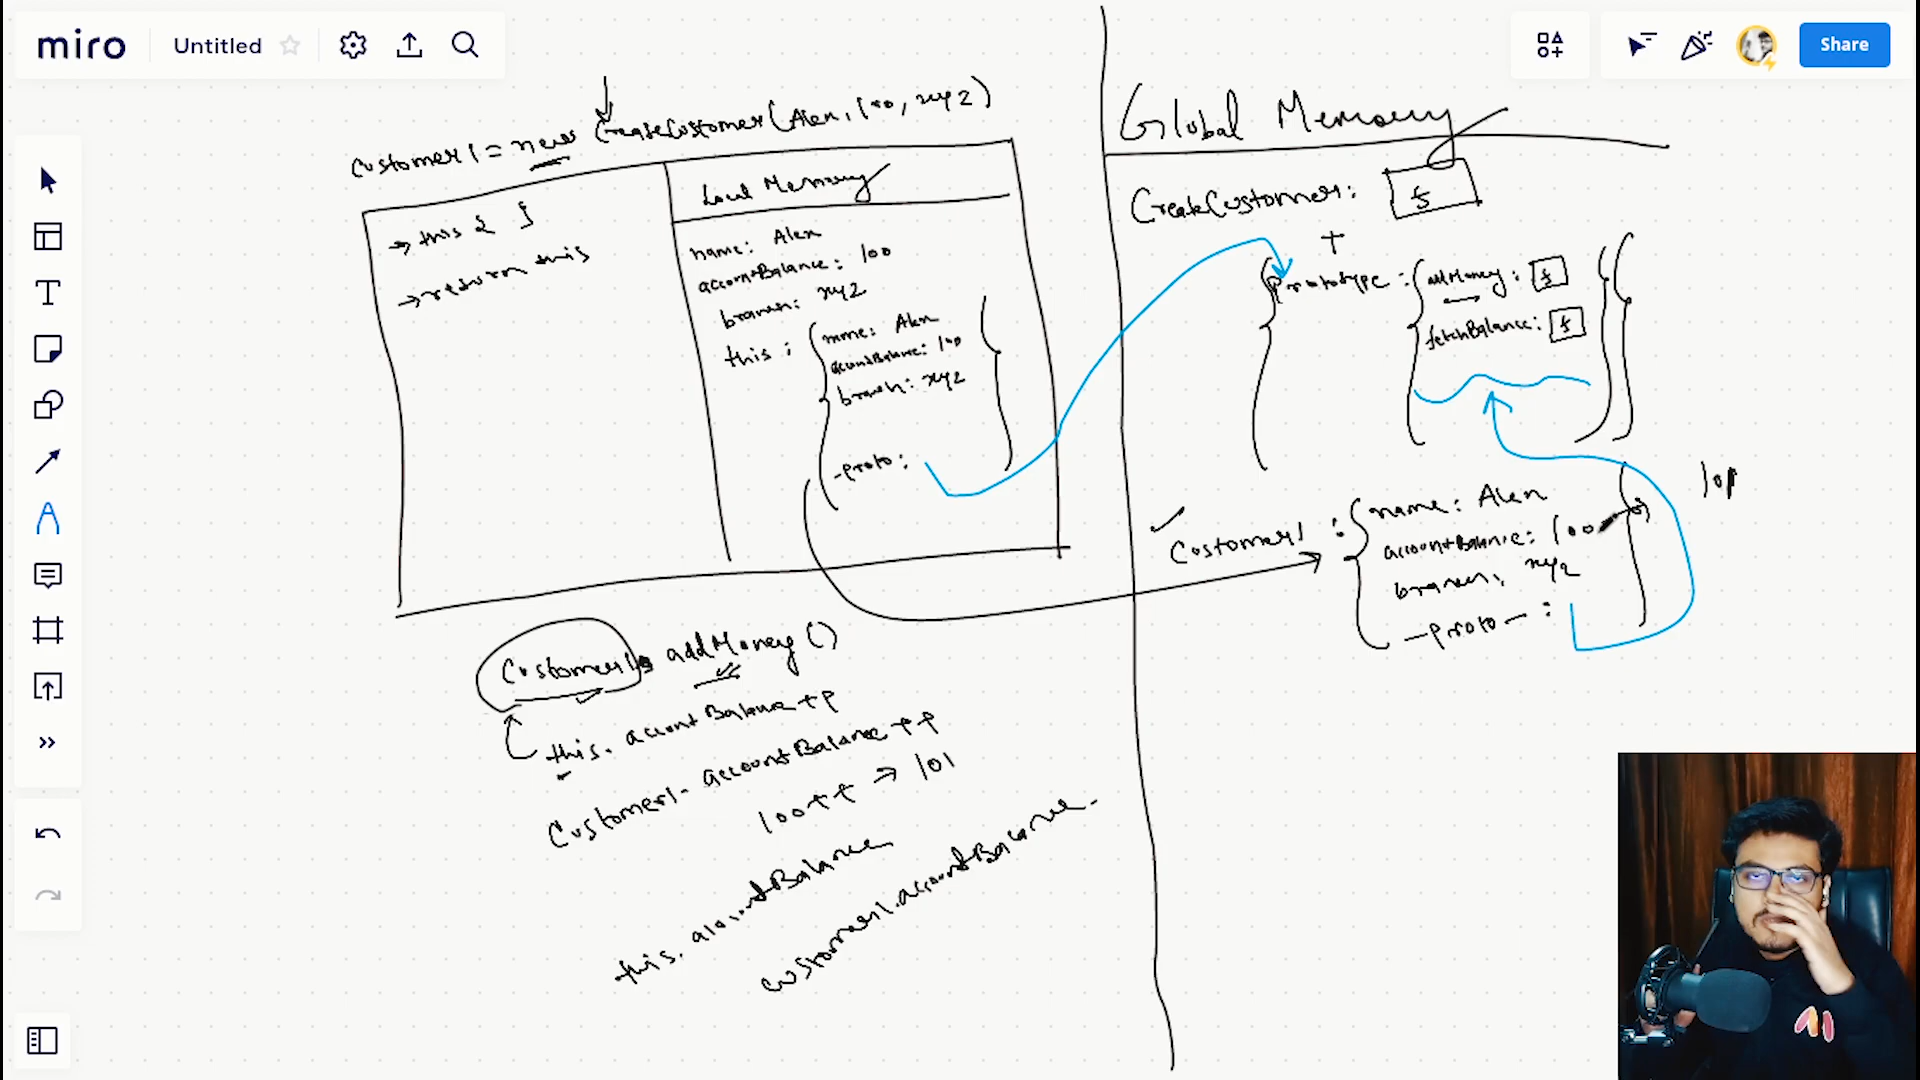 miro
Untitled
Share
Customer1 = new CreateCustomer(Alen, 100, xyz)
→ this { }
→ return this
Local Memory
name: Alen
accountBalance: 100
branch: xyz
this : { name: Alen
accountBalance: 100
branch: xyz
-proto:
}
Global Memory
CreateCustomer: f
+
{ prototype : { addMoney: f
fetchBalance: f
} }
Customer1 : { name: Alen
accountBalance: 100
branch: xyz
-proto- :
}
101
Customer1. addMoney()
this. accountBalance++
Customer1. accountBalance++
100++ → 101
this. accountBalance
customer1.accountBalance